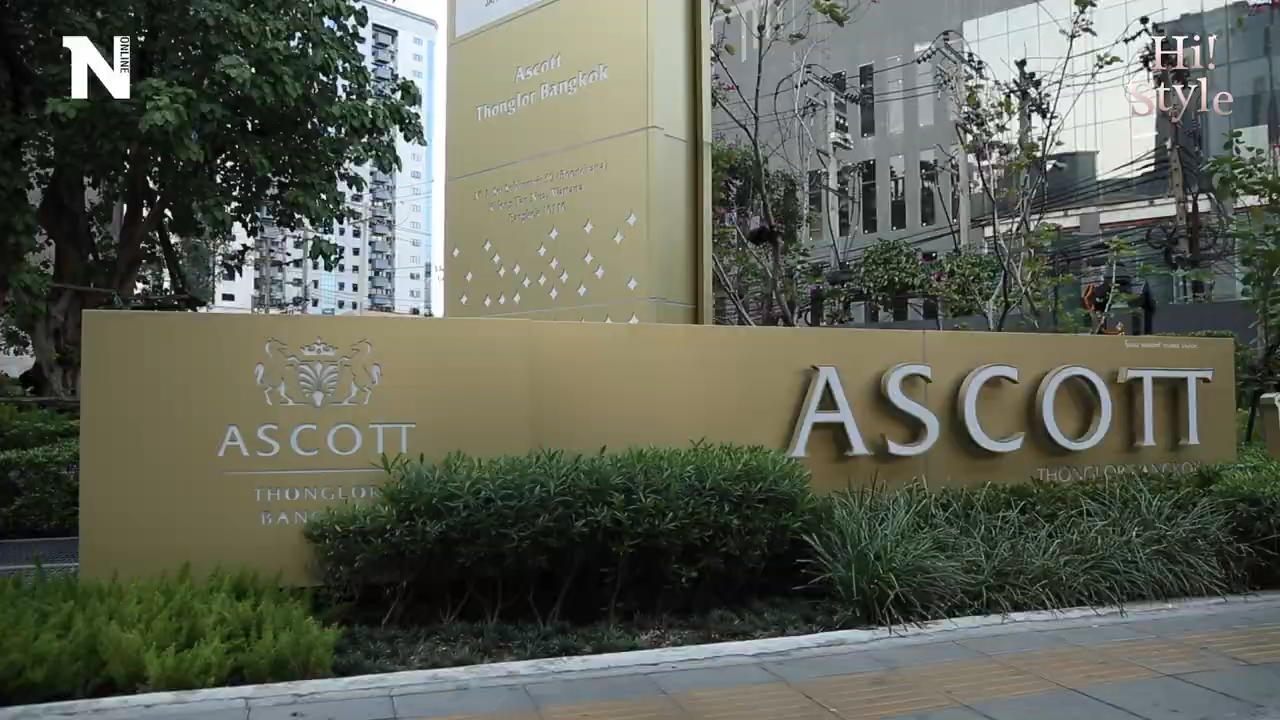 N
ONLINE
Hi!
Style
Ascott
Thonglor Bangkok
ASCOTT
THONGLOR
BANG
ASCOTT
THONGLOR BANGKOK